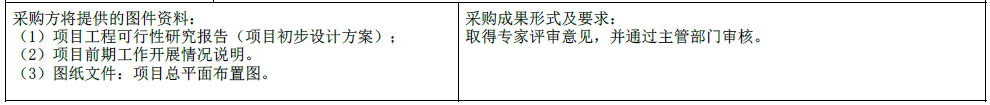 采购方将提供的图件资料：
（1）项目工程可行性研究报告（项目初步设计方案）；
（2）项目前期工作开展情况说明。
（3）图纸文件：项目总平面布置图。
采购成果形式及要求：
取得专家评审意见，并通过主管部门审核。